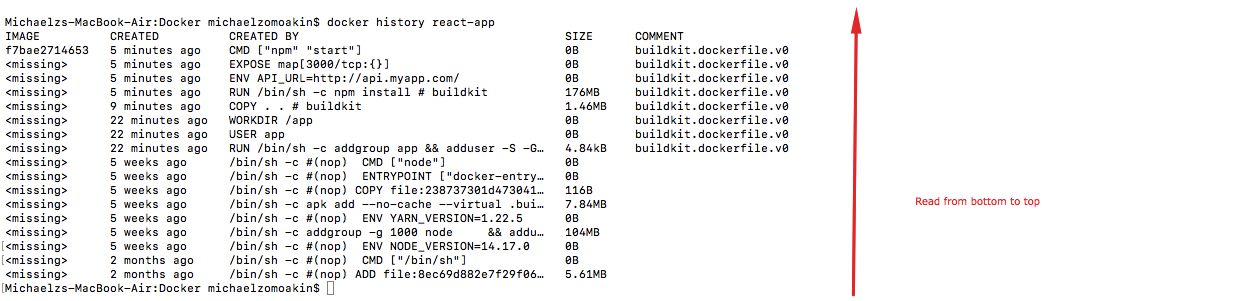 Michaelzs-MacBook-Air:Docker michaelzomoakin$ docker history react-app
IMAGE CREATED CREATED BY SIZE COMMENT
f7bae2714653 5 minutes ago CMD ["npm" "start"] 0B buildkit.dockerfile.v0
<missing> 5 minutes ago EXPOSE map[3000/tcp:{}] 0B buildkit.dockerfile.v0
<missing> 5 minutes ago ENV API_URL=http://api.myapp.com/ 0B buildkit.dockerfile.v0
<missing> 5 minutes ago RUN /bin/sh -c npm install # buildkit 176MB buildkit.dockerfile.v0
<missing> 9 minutes ago COPY . . # buildkit 1.46MB buildkit.dockerfile.v0
<missing> 22 minutes ago WORKDIR /app 0B buildkit.dockerfile.v0
<missing> 22 minutes ago USER app 0B buildkit.dockerfile.v0
<missing> 22 minutes ago RUN /bin/sh -c addgroup app && adduser -S -G… 4.84kB buildkit.dockerfile.v0
<missing> 5 weeks ago /bin/sh -c #(nop)  CMD ["node"] 0B
<missing> 5 weeks ago /bin/sh -c #(nop)  ENTRYPOINT ["docker-entry… 0B
<missing> 5 weeks ago /bin/sh -c #(nop) COPY file:238737301d473041… 116B
<missing> 5 weeks ago /bin/sh -c apk add --no-cache --virtual .bui… 7.84MB
<missing> 5 weeks ago /bin/sh -c #(nop)  ENV YARN_VERSION=1.22.5 0B
<missing> 5 weeks ago /bin/sh -c addgroup -g 1000 node     && addu… 104MB
<missing> 5 weeks ago /bin/sh -c #(nop)  ENV NODE_VERSION=14.17.0 0B
<missing> 2 months ago /bin/sh -c #(nop)  CMD ["/bin/sh"] 0B
<missing> 2 months ago /bin/sh -c #(nop) ADD file:8ec69d882e7f29f06… 5.61MB
Michaelzs-MacBook-Air:Docker michaelzomoakin$
Read from bottom to top